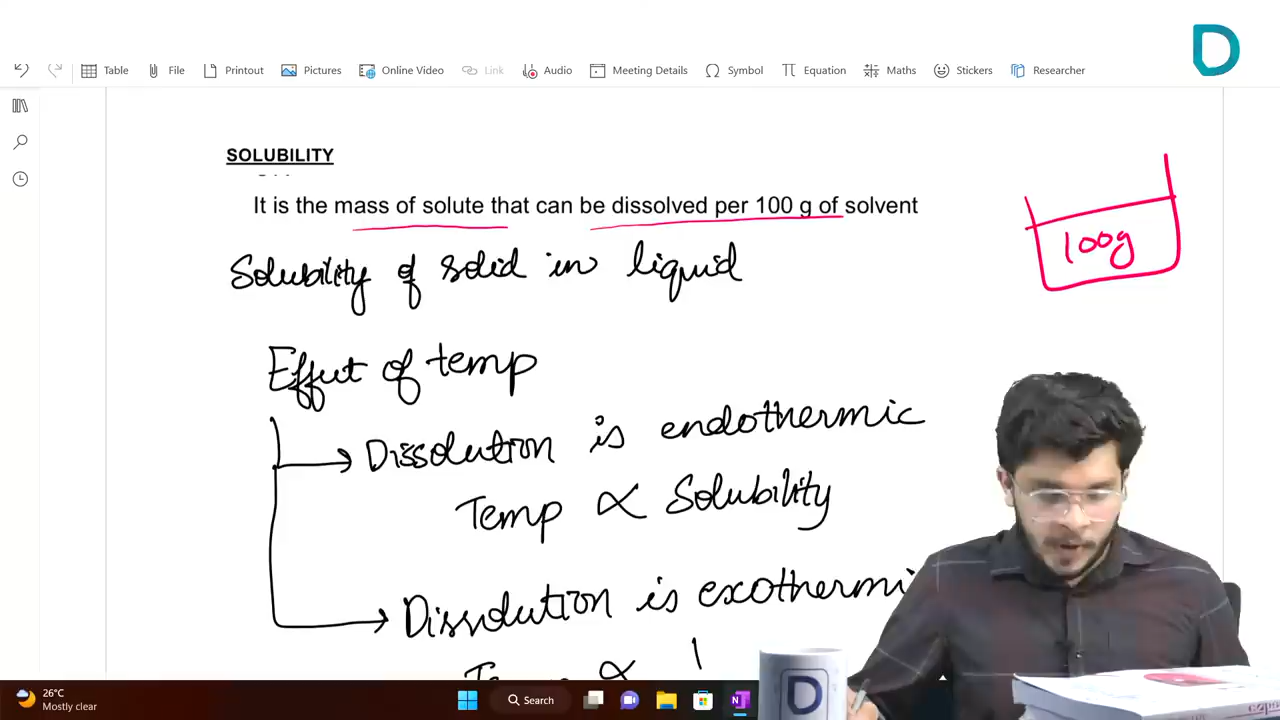 D
Table File Printout Pictures Online Video Link Audio Meeting Details Symbol Equation Maths Stickers Researcher
SOLUBILITY
It is the mass of solute that can be dissolved per 100 g of solvent
100g
Solubility of solid in liquid
Effect of temp
Dissolution is endothermic
Temp ∝ Solubility
Dissolution is exothermi
∝ 1
D
26°C
Mostly clear
Search